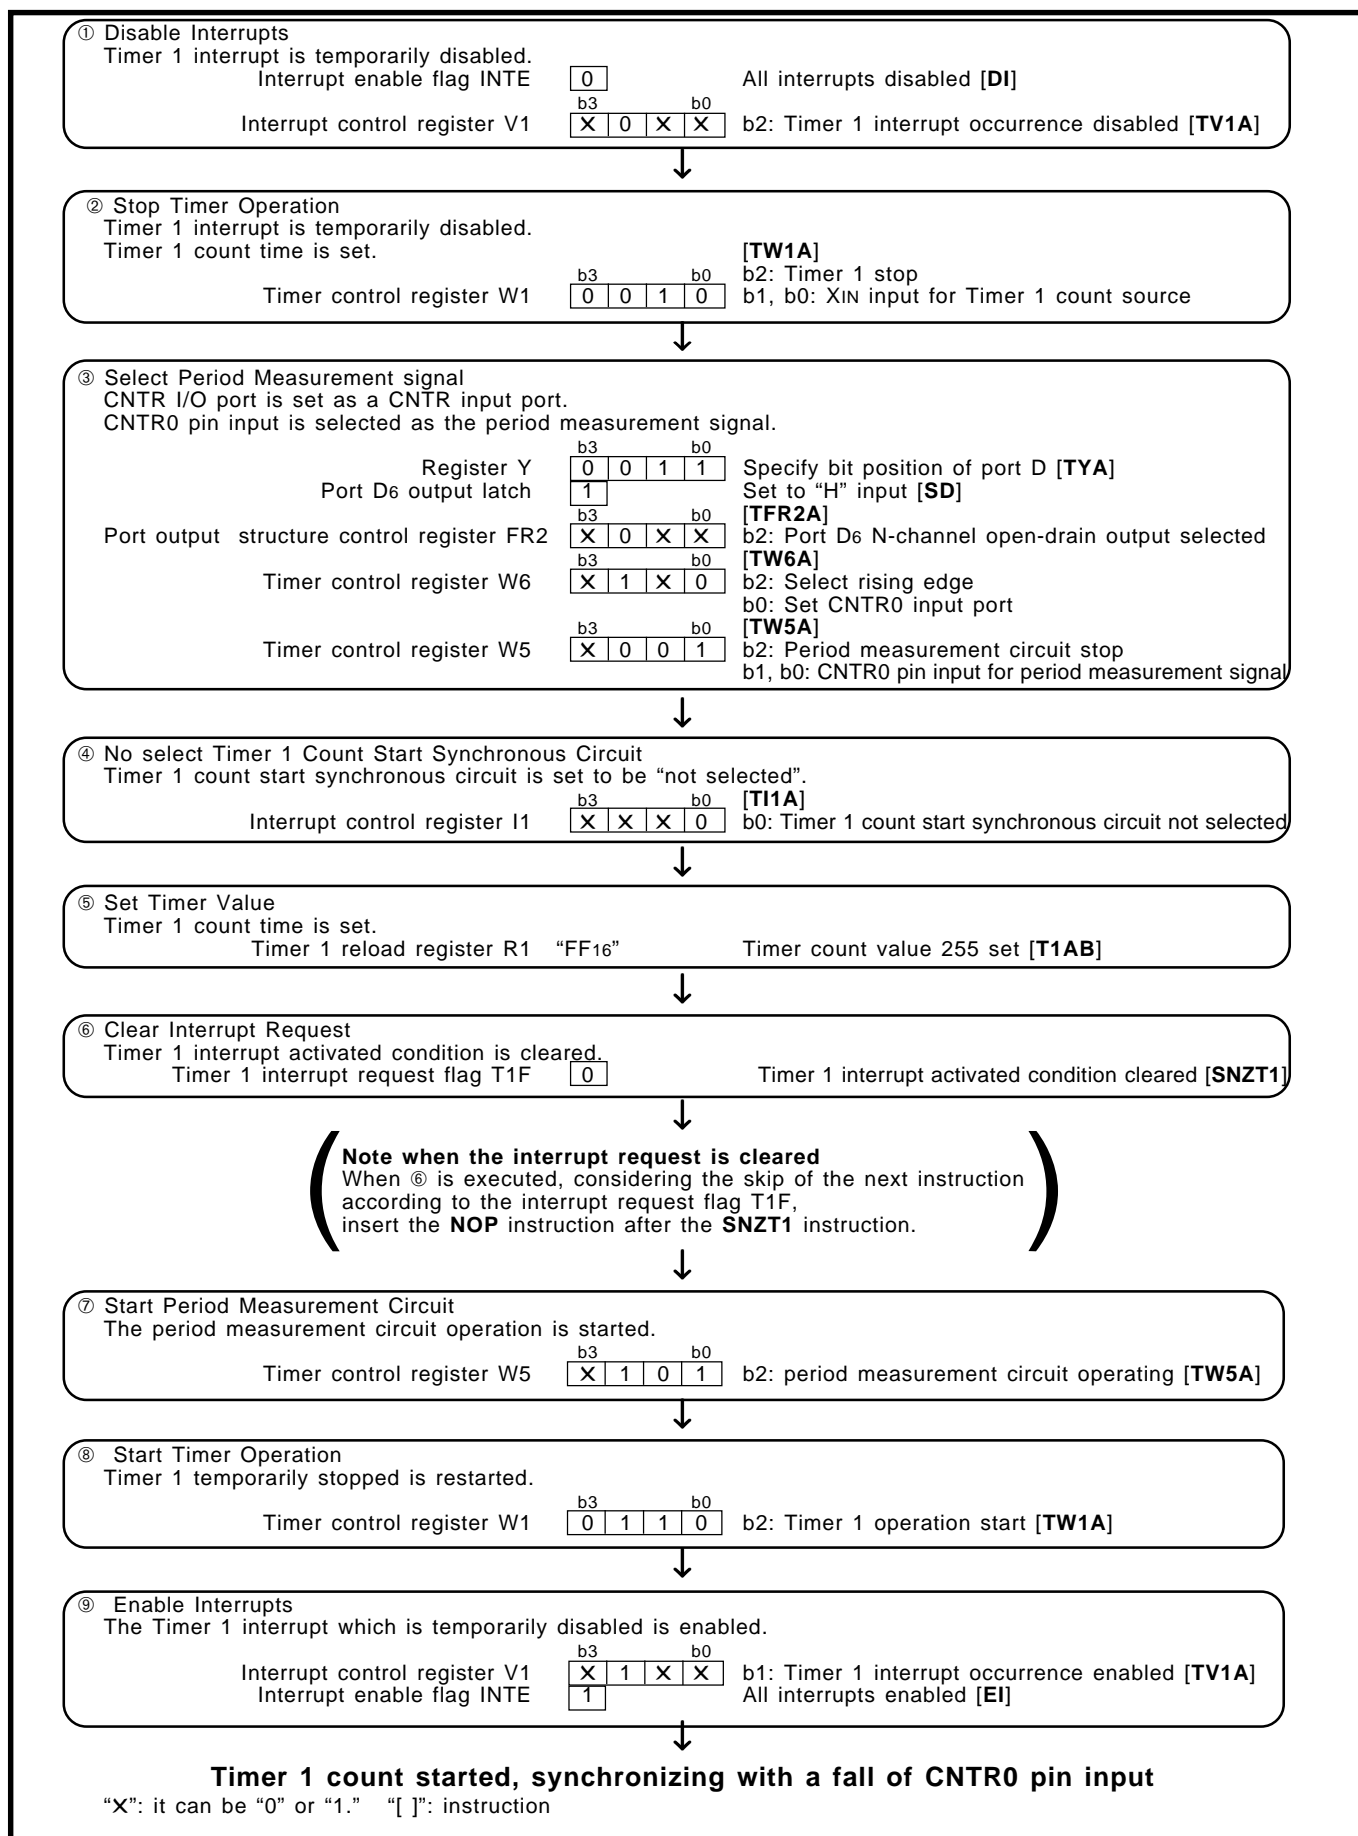 ① Disable Interrupts
Timer 1 interrupt is temporarily disabled.
Interrupt enable flag INTE 0 All interrupts disabled [DI]
b3 b0
Interrupt control register V1 X 0 X X b2: Timer 1 interrupt occurrence disabled [TV1A]
↓
② Stop Timer Operation
Timer 1 interrupt is temporarily disabled.
Timer 1 count time is set. [TW1A]
b3 b0 b2: Timer 1 stop
Timer control register W1 0 0 1 0 b1, b0: XIN input for Timer 1 count source
↓
③ Select Period Measurement signal
CNTR I/O port is set as a CNTR input port.
CNTR0 pin input is selected as the period measurement signal.
b3 b0
Register Y 0 0 1 1 Specify bit position of port D [TYA]
Port D6 output latch 1 Set to “H” input [SD]
b3 b0 [TFR2A]
Port output structure control register FR2 X 0 X X b2: Port D6 N-channel open-drain output selected
b3 b0 [TW6A]
Timer control register W6 X 1 X 0 b2: Select rising edge
b0: Set CNTR0 input port
b3 b0 [TW5A]
Timer control register W5 X 0 0 1 b2: Period measurement circuit stop
b1, b0: CNTR0 pin input for period measurement signal
↓
④ No select Timer 1 Count Start Synchronous Circuit
Timer 1 count start synchronous circuit is set to be “not selected”.
b3 b0 [TI1A]
Interrupt control register I1 X X X 0 b0: Timer 1 count start synchronous circuit not selected
↓
⑤ Set Timer Value
Timer 1 count time is set.
Timer 1 reload register R1 “FF16” Timer count value 255 set [T1AB]
↓
⑥ Clear Interrupt Request
Timer 1 interrupt activated condition is cleared.
Timer 1 interrupt request flag T1F 0 Timer 1 interrupt activated condition cleared [SNZT1]
↓
Note when the interrupt request is cleared
When ⑥ is executed, considering the skip of the next instruction
according to the interrupt request flag T1F,
insert the NOP instruction after the SNZT1 instruction.
↓
⑦ Start Period Measurement Circuit
The period measurement circuit operation is started.
b3 b0
Timer control register W5 X 1 0 1 b2: period measurement circuit operating [TW5A]
↓
⑧ Start Timer Operation
Timer 1 temporarily stopped is restarted.
b3 b0
Timer control register W1 0 1 1 0 b2: Timer 1 operation start [TW1A]
↓
⑨ Enable Interrupts
The Timer 1 interrupt which is temporarily disabled is enabled.
b3 b0
Interrupt control register V1 X 1 X X b1: Timer 1 interrupt occurrence enabled [TV1A]
Interrupt enable flag INTE 1 All interrupts enabled [EI]
↓
Timer 1 count started, synchronizing with a fall of CNTR0 pin input
“X”: it can be “0” or “1.” “[ ]”: instruction